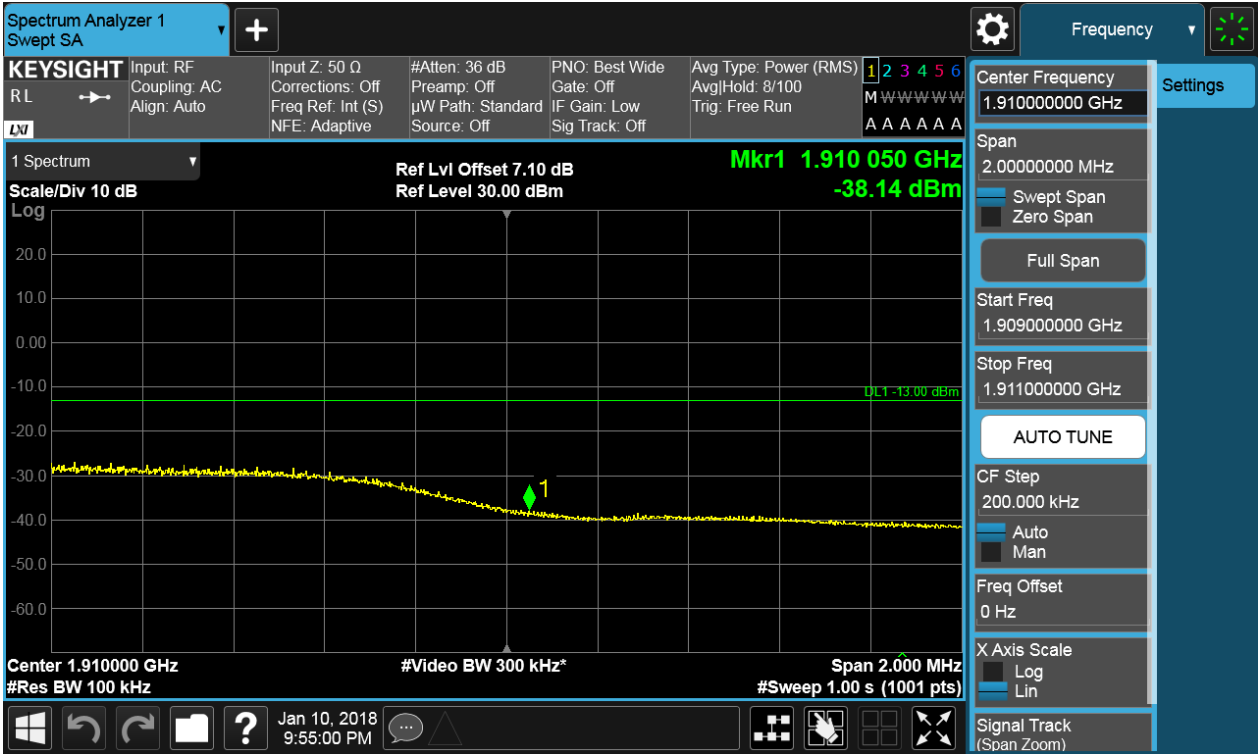 Spectrum Analyzer 1
Swept SA
Frequency
KEYSIGHT
R L
LXI
Input: RF
Coupling: AC
Align: Auto
Input Z: 50 Ω
Corrections: Off
Freq Ref: Int (S)
NFE: Adaptive
#Atten: 36 dB
Preamp: Off
µW Path: Standard
Source: Off
PNO: Best Wide
Gate: Off
IF Gain: Low
Sig Track: Off
Avg Type: Power (RMS)
Avg|Hold: 8/100
Trig: Free Run
1 2 3 4 5 6
M W W W W W
A A A A A A
1 Spectrum
Scale/Div 10 dB
Log
Ref Lvl Offset 7.10 dB
Ref Level 30.00 dBm
Mkr1 1.910 050 GHz
-38.14 dBm
20.0
10.0
0.00
-10.0
DL1 -13.00 dBm
-20.0
-30.0
1
-40.0
-50.0
-60.0
Center 1.910000 GHz
#Video BW 300 kHz*
Span 2.000 MHz
#Res BW 100 kHz
#Sweep 1.00 s (1001 pts)
Center Frequency
1.910000000 GHz
Settings
Span
2.00000000 MHz
Swept Span
Zero Span
Full Span
Start Freq
1.909000000 GHz
Stop Freq
1.911000000 GHz
AUTO TUNE
CF Step
200.000 kHz
Auto
Man
Freq Offset
0 Hz
X Axis Scale
Log
Lin
Signal Track
(Span Zoom)
?
Jan 10, 2018
9:55:00 PM